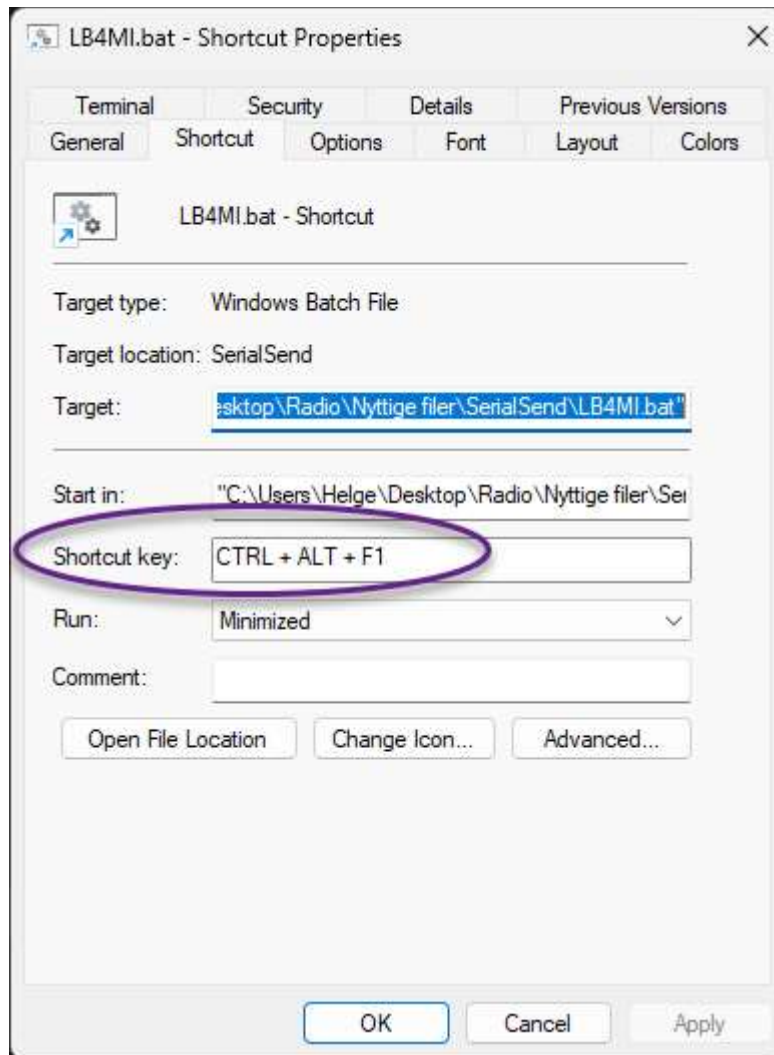 LB4MI.bat - Shortcut Properties
Terminal Security Details Previous Versions
General Shortcut Options Font Layout Colors
LB4MI.bat - Shortcut
Target type: Windows Batch File
Target location: SerialSend
Target: esktop\Radio\Nyttige filer\SerialSend\LB4MI.bat"
Start in: "C:\Users\Helge\Desktop\Radio\Nyttige filer\Ser
Shortcut key: CTRL + ALT + F1
Run: Minimized
Comment:
Open File Location Change Icon... Advanced...
OK Cancel Apply